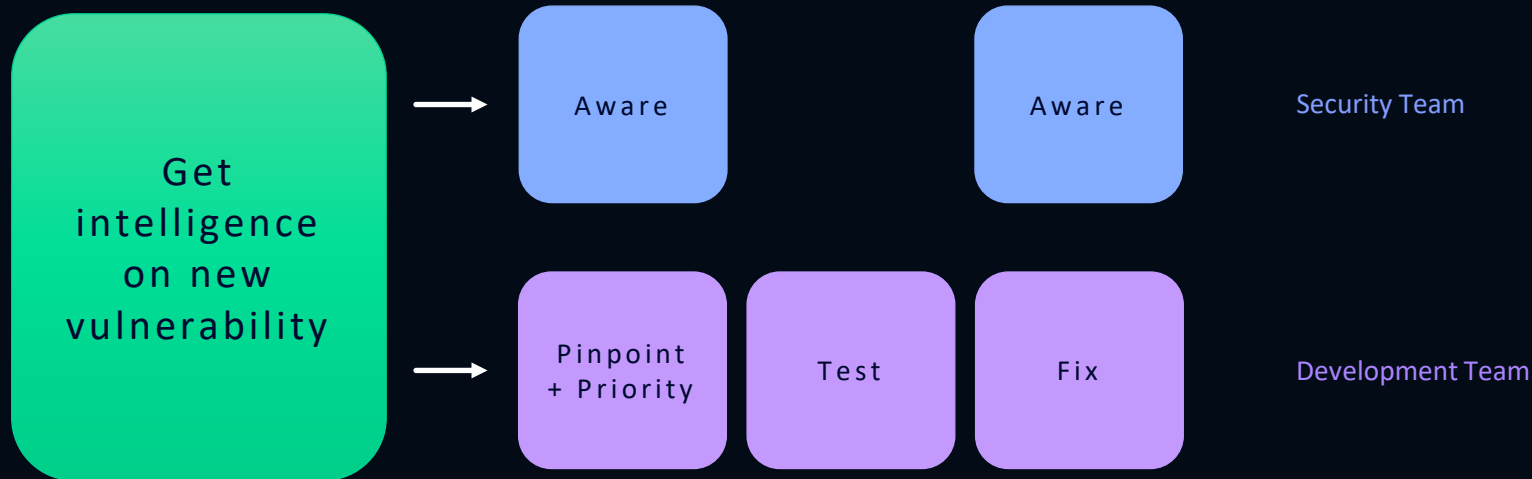 Get
intelligence
on new
vulnerability
Aware
Aware
Security Team
Pinpoint
+ Priority
Test
Fix
Development Team